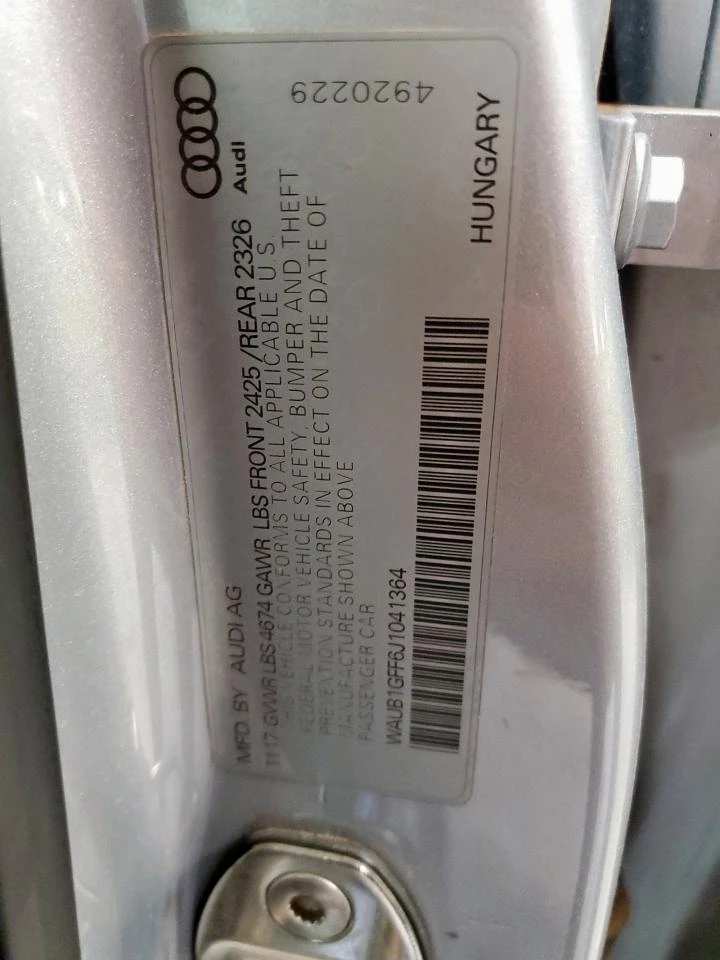 Audi
MFD BY AUDI AG
11 17 GVWR LBS 4674 GAWR LBS FRONT 2425 / REAR 2326
THIS VEHICLE CONFORMS TO ALL APPLICABLE U.S.
FEDERAL MOTOR VEHICLE SAFETY, BUMPER AND THEFT
PREVENTION STANDARDS IN EFFECT ON THE DATE OF
MANUFACTURE SHOWN ABOVE
PASSENGER CAR
WAUB1GFF6J1041364
HUNGARY
4920229